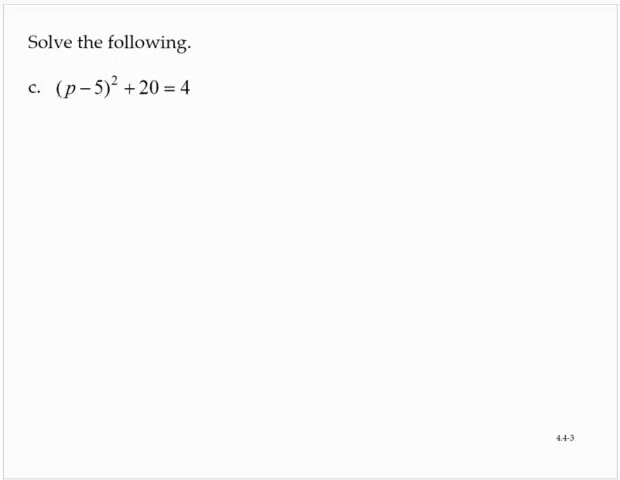 Solve the following.
c. (p − 5)² + 20 = 4
4.4-3